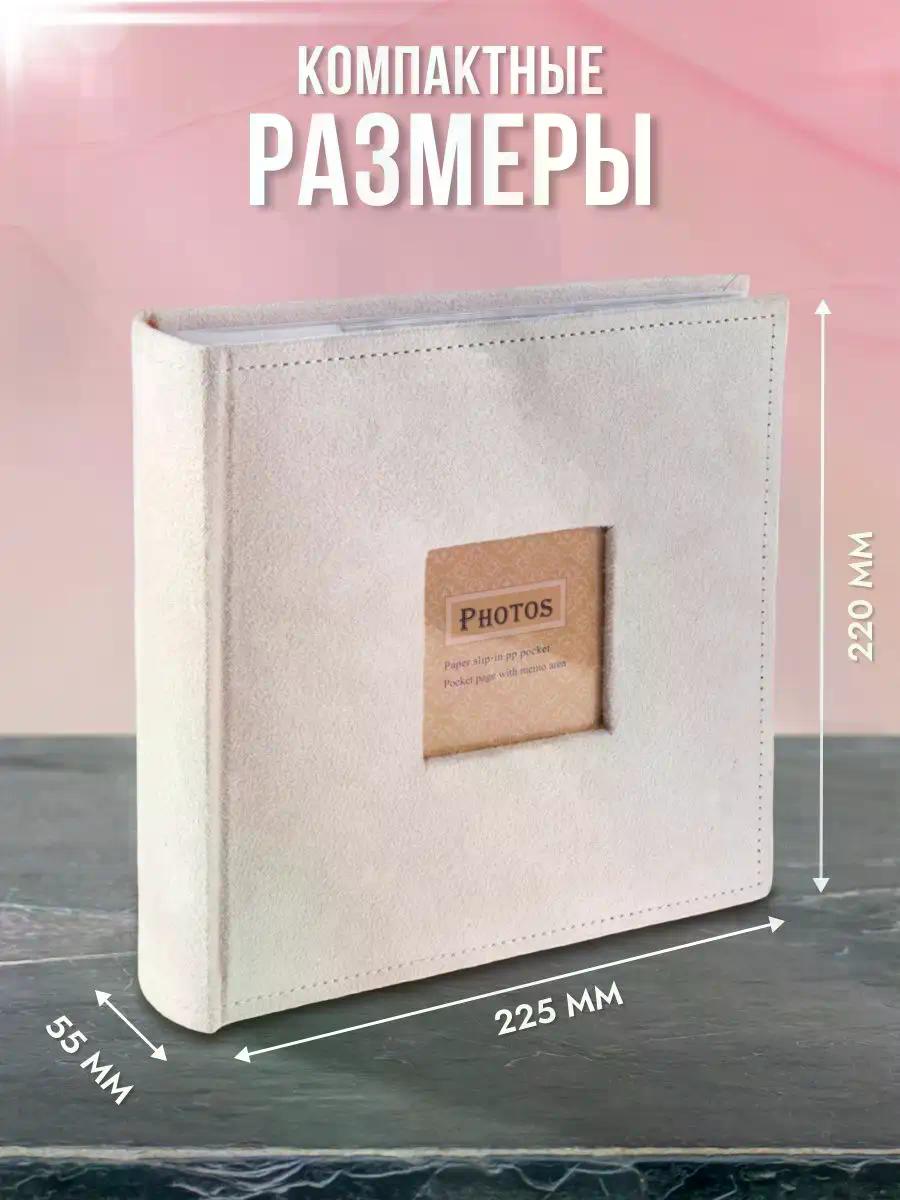 КОМПАКТНЫЕ
РАЗМЕРЫ
PHOTOS
Paper slip-in pp pocket
Pocket page with memo area
220 ММ
225 ММ
55 ММ